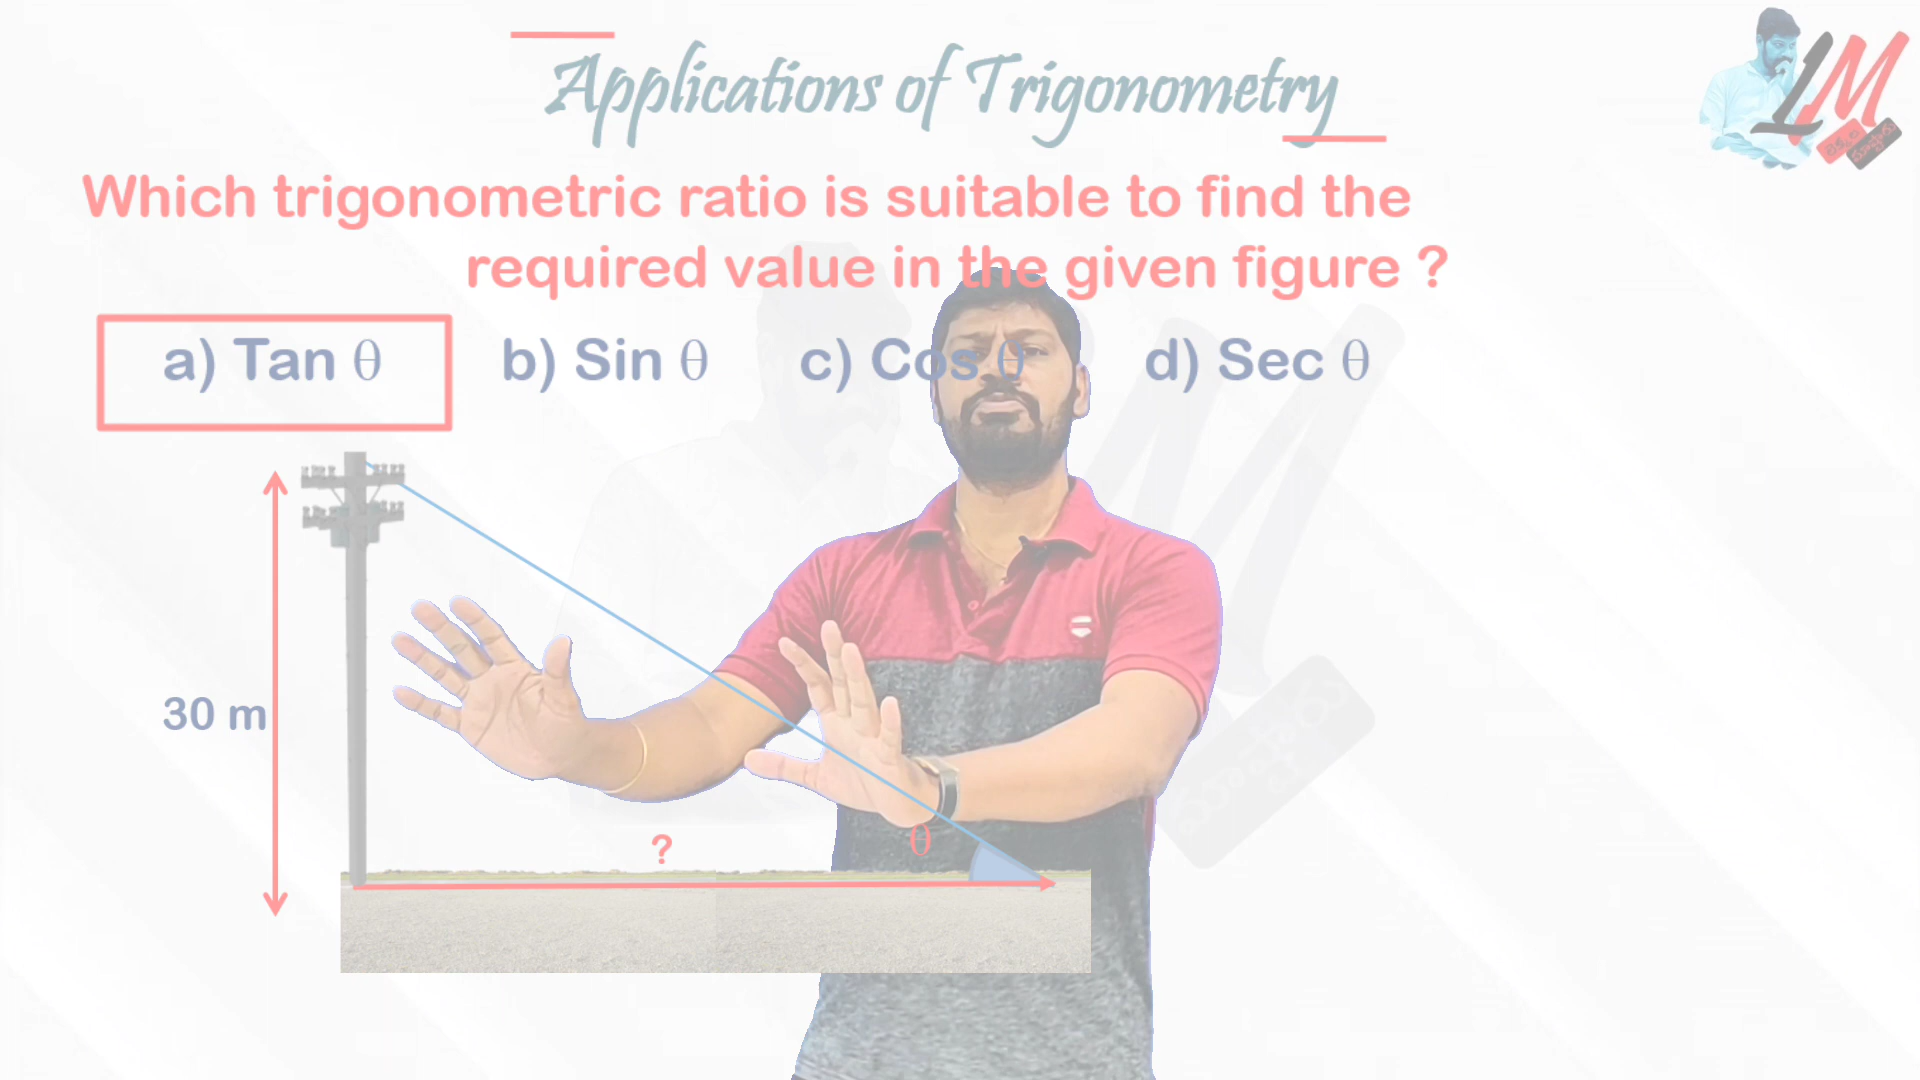 Applications of Trigonometry
LM
Which trigonometric ratio is suitable to find the
required value in the given figure ?
a) Tan θ b) Sin θ c) Cos θ d) Sec θ
30 m
?
θ